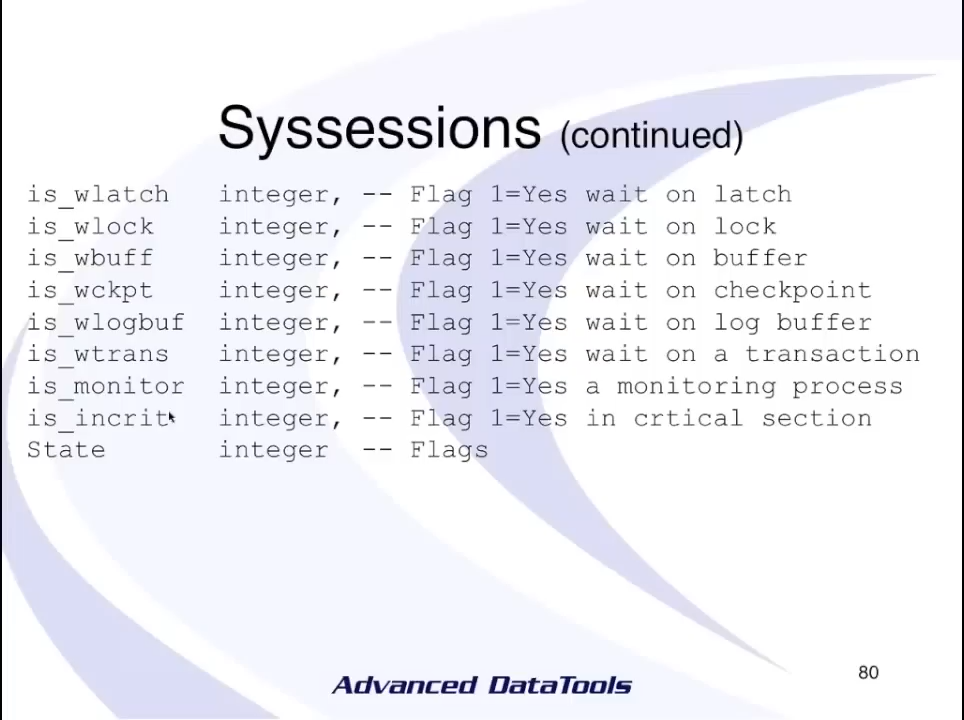 Syssessions (continued)
is_wlatch integer, -- Flag 1=Yes wait on latch
is_wlock integer, -- Flag 1=Yes wait on lock
is_wbuff integer, -- Flag 1=Yes wait on buffer
is_wckpt integer, -- Flag 1=Yes wait on checkpoint
is_wlogbuf integer, -- Flag 1=Yes wait on log buffer
is_wtrans integer, -- Flag 1=Yes wait on a transaction
is_monitor integer, -- Flag 1=Yes a monitoring process
is_incrit integer, -- Flag 1=Yes in crtical section
State integer -- Flags
Advanced DataTools
80